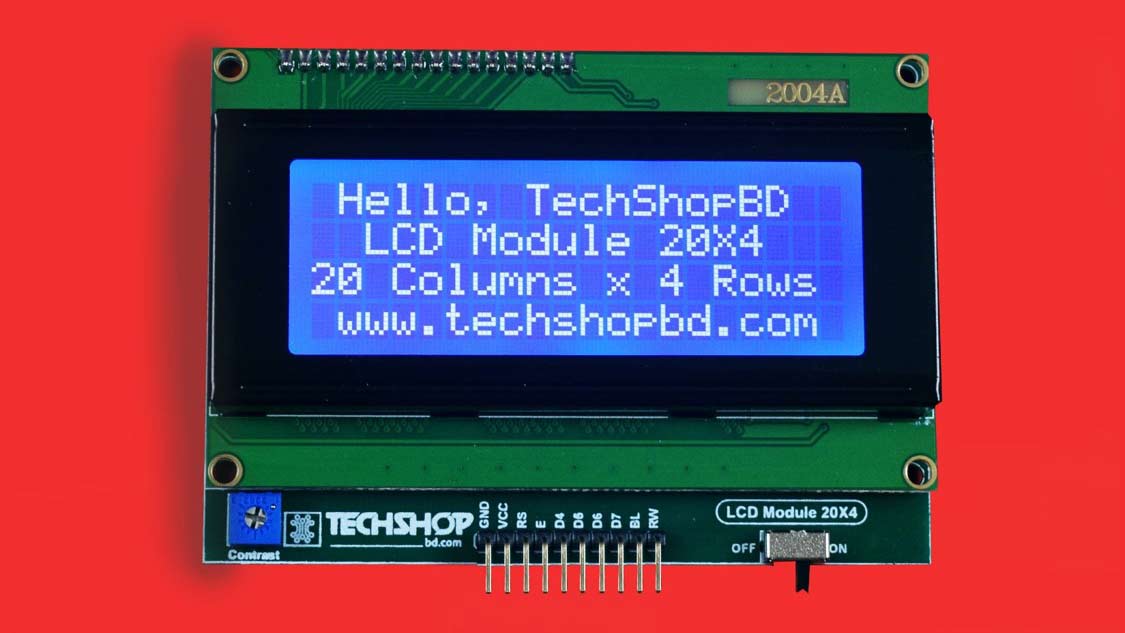 2004A
Hello, TechShopBD
LCD Module 20X4
20 Columns x 4 Rows
www.techshopbd.com
GND VCC RS E D4 D5 D6 D7 BL RW
LCD Module 20X4
TECHSHOP
bd.com
OFF ON
Contrast